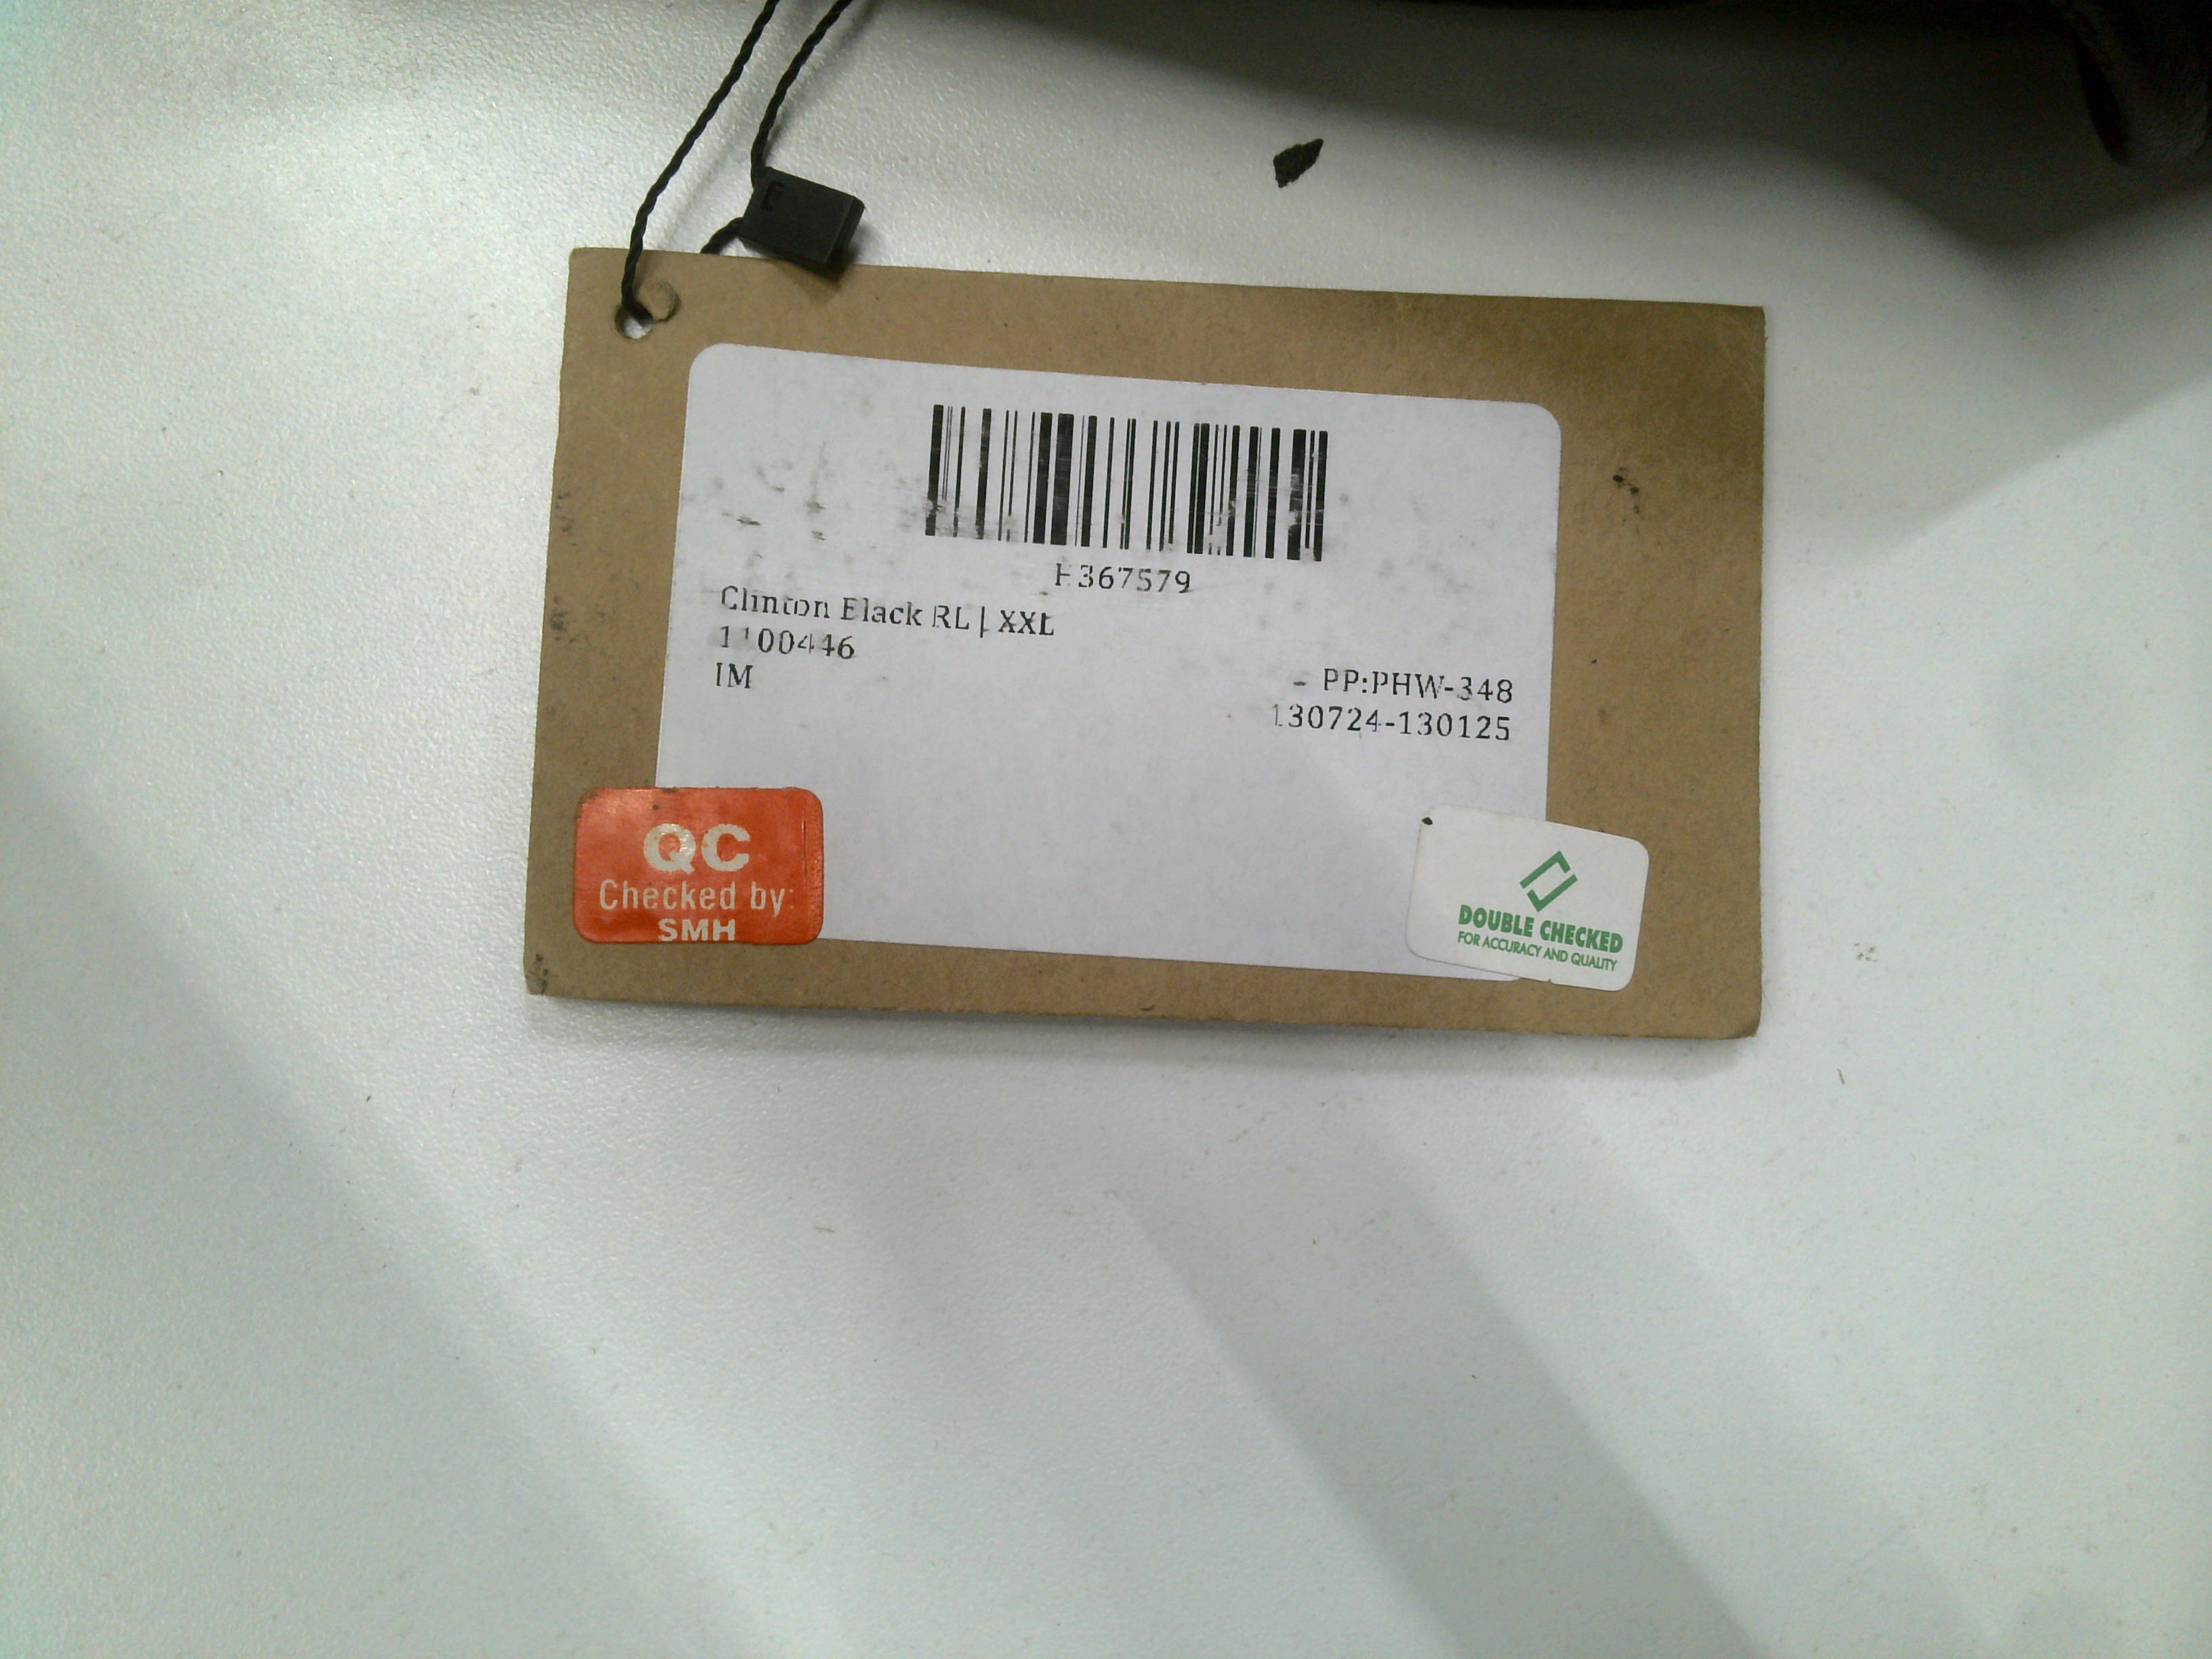 367579
Clinton Black RL | XXL
1100446
IM
- PP:PHW-348
130724-130125
QC
Checked by:
SMH
DOUBLE CHECKED
FOR ACCURACY AND QUALITY